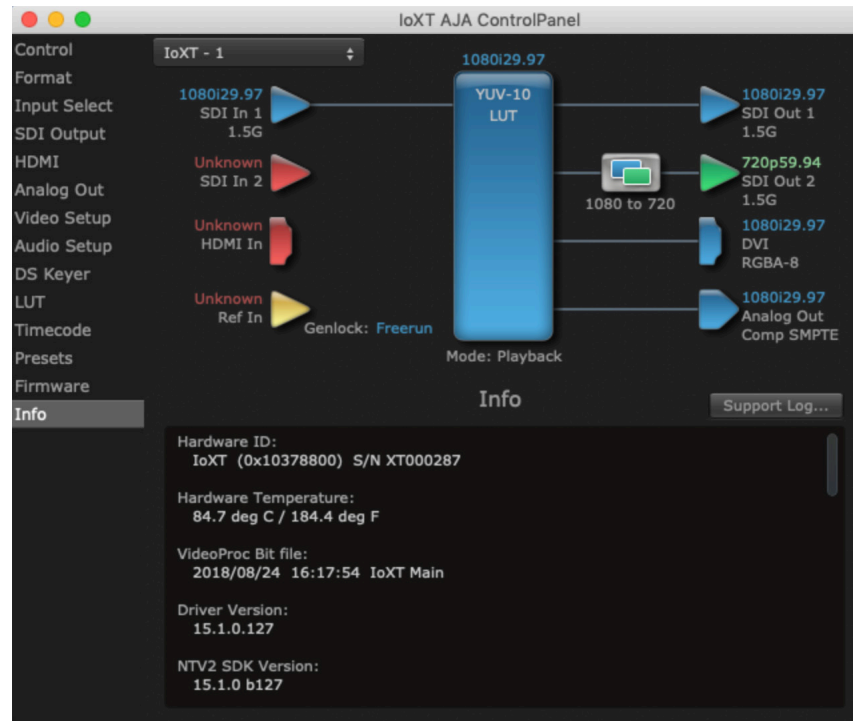 IoXT AJA ControlPanel
Control
Format
Input Select
SDI Output
HDMI
Analog Out
Video Setup
Audio Setup
DS Keyer
LUT
Timecode
Presets
Firmware
Info
IoXT - 1
1080i29.97
1080i29.97
SDI In 1
1.5G
Unknown
SDI In 2
Unknown
HDMI In
Unknown
Ref In
Genlock: Freerun
YUV-10
LUT
Mode: Playback
1080 to 720
1080i29.97
SDI Out 1
1.5G
720p59.94
SDI Out 2
1.5G
1080i29.97
DVI
RGBA-8
1080i29.97
Analog Out
Comp SMPTE
Info
Support Log...
Hardware ID:
IoXT (0x10378800) S/N XT000287
Hardware Temperature:
84.7 deg C / 184.4 deg F
VideoProc Bit file:
2018/08/24 16:17:54 IoXT Main
Driver Version:
15.1.0.127
NTV2 SDK Version:
15.1.0 b127